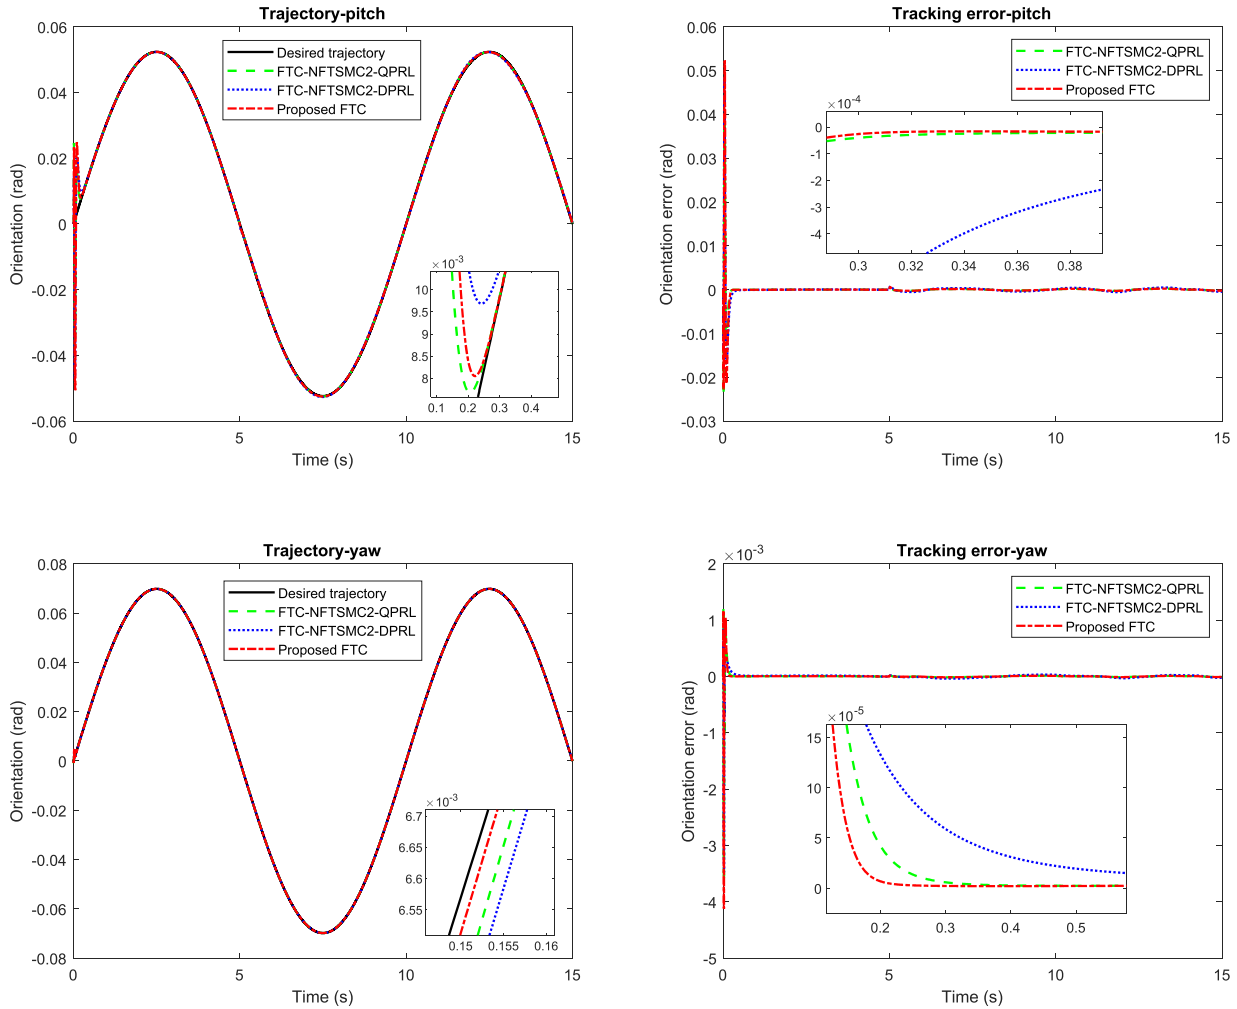 Trajectory-pitch
0.06
0.04
0.02
0
-0.02
-0.04
-0.06
Orientation (rad)
Desired trajectory
FTC-NFTSMC2-QPRL
FTC-NFTSMC2-DPRL
Proposed FTC
×10-3
10
9.5
9
8.5
8
0.1 0.2 0.3 0.4
0 5 10 15
Time (s)
Tracking error-pitch
0.06
0.05
0.04
0.03
0.02
0.01
0
-0.01
-0.02
-0.03
Orientation error (rad)
FTC-NFTSMC2-QPRL
FTC-NFTSMC2-DPRL
Proposed FTC
×10-4
0
-1
-2
-3
-4
0.3 0.32 0.34 0.36 0.38
0 5 10 15
Time (s)
Trajectory-yaw
0.08
0.06
0.04
0.02
0
-0.02
-0.04
-0.06
-0.08
Orientation (rad)
Desired trajectory
FTC-NFTSMC2-QPRL
FTC-NFTSMC2-DPRL
Proposed FTC
×10-3
6.7
6.65
6.6
6.55
0.15 0.155 0.16
0 5 10 15
Time (s)
Tracking error-yaw
×10-3
2
1
0
-1
-2
-3
-4
-5
Orientation error (rad)
FTC-NFTSMC2-QPRL
FTC-NFTSMC2-DPRL
Proposed FTC
×10-5
15
10
5
0
0.2 0.3 0.4 0.5
0 5 10 15
Time (s)